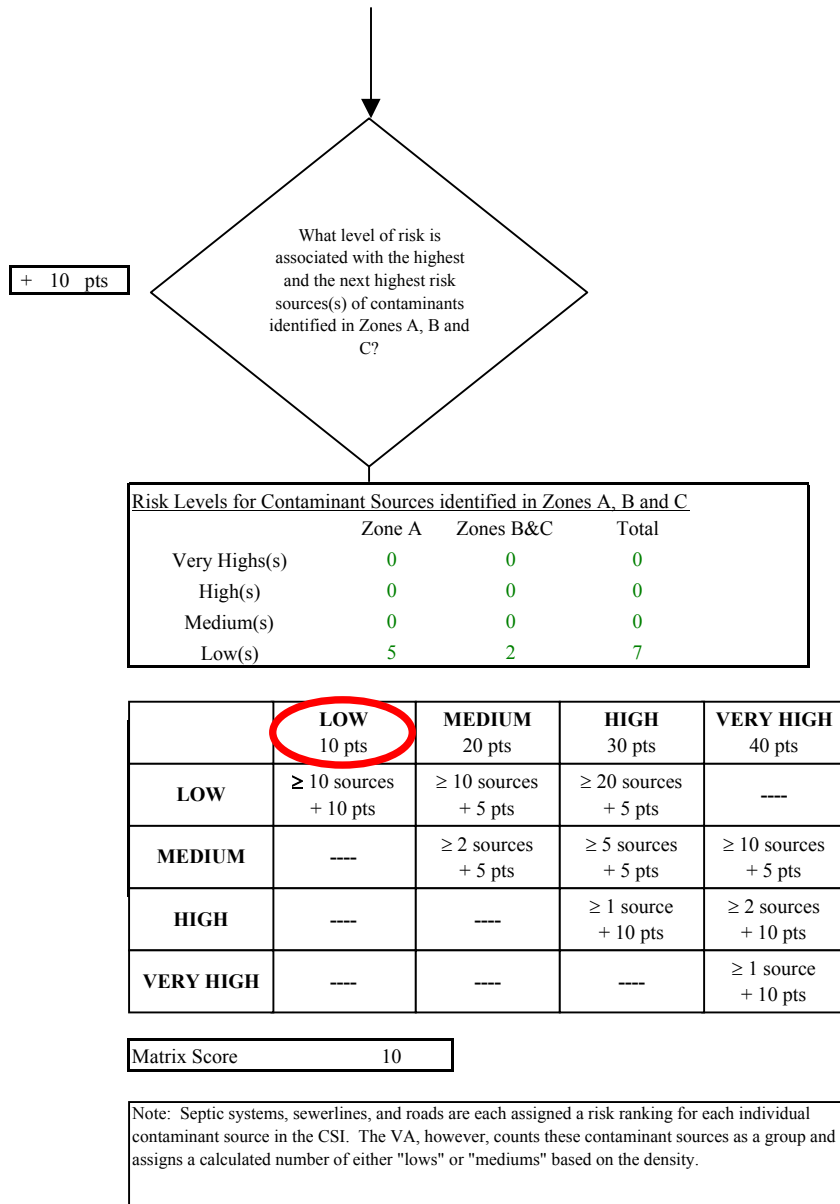 What level of risk is
associated with the highest
and the next highest risk
sources(s) of contaminants
identified in Zones A, B and
C?
+ 10 pts
Risk Levels for Contaminant Sources identified in Zones A, B and C
Zone A Zones B&C Total
Very Highs(s) 0 0 0
High(s) 0 0 0
Medium(s) 0 0 0
Low(s) 5 2 7
LOW MEDIUM HIGH VERY HIGH
10 pts 20 pts 30 pts 40 pts
LOW ≥ 10 sources ≥ 10 sources ≥ 20 sources ----
+ 10 pts + 5 pts + 5 pts
MEDIUM ---- ≥ 2 sources ≥ 5 sources ≥ 10 sources
+ 5 pts + 5 pts + 5 pts
HIGH ---- ---- ≥ 1 source ≥ 2 sources
+ 10 pts + 10 pts
VERY HIGH ---- ---- ---- ≥ 1 source
+ 10 pts
Matrix Score 10
Note: Septic systems, sewerlines, and roads are each assigned a risk ranking for each individual
contaminant source in the CSI. The VA, however, counts these contaminant sources as a group and
assigns a calculated number of either "lows" or "mediums" based on the density.